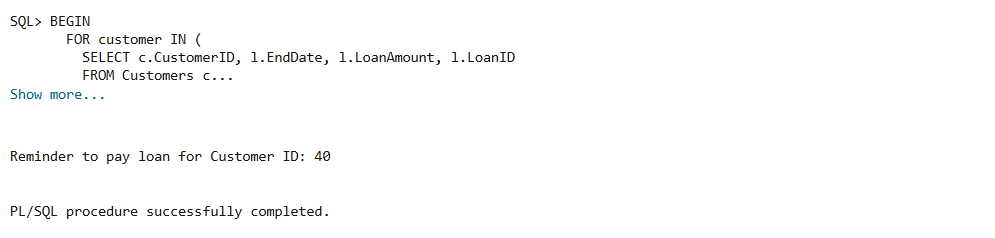 SQL> BEGIN
FOR customer IN (
SELECT c.CustomerID, l.EndDate, l.LoanAmount, l.LoanID
FROM Customers c...
Show more...
Reminder to pay loan for Customer ID: 40
PL/SQL procedure successfully completed.